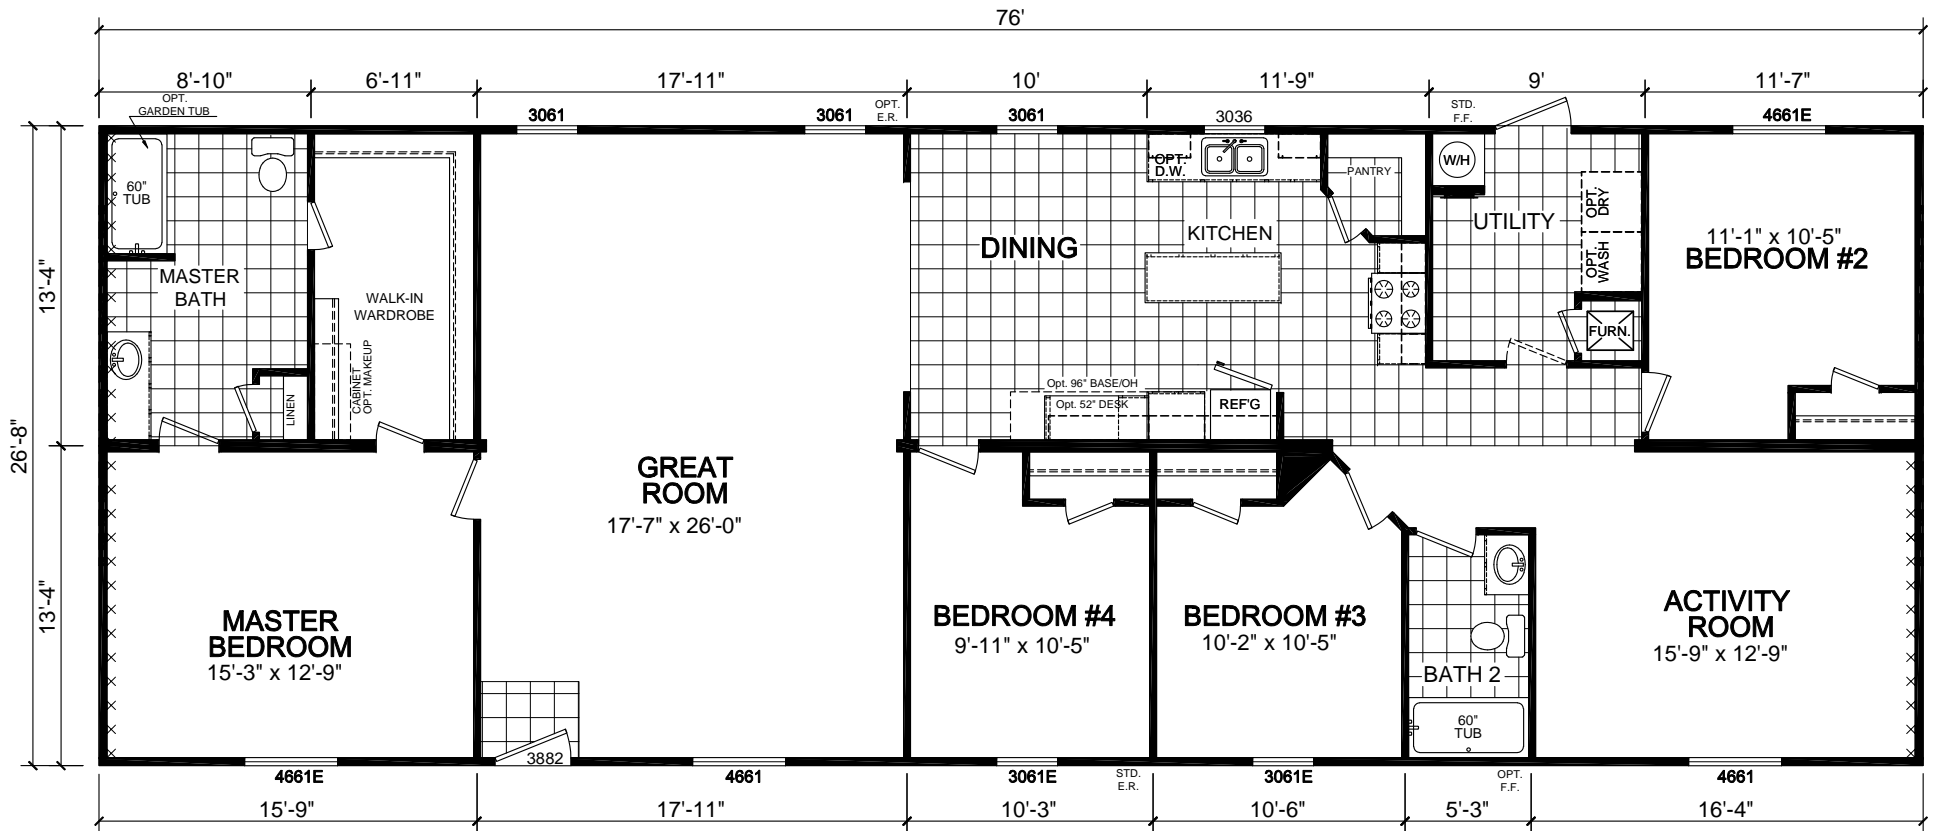 76'
8'-10"
6'-11"
17'-11"
10'
11'-9"
9'
11'-7"
OPT.
GARDEN TUB
3061
3061
OPT.
E.R.
3061
3036
STD.
F.F.
4661E
60"
TUB
MASTER
BATH
LINEN
WALK-IN
WARDROBE
CABINET
OPT. MAKEUP
OPT.
D.W.
PANTRY
KITCHEN
DINING
W/H
UTILITY
OPT.
DRY
OPT.
WASH
FURN.
11'-1" x 10'-5"
BEDROOM #2
Opt. 96" BASE/OH
Opt. 52" DESK
REF'G
13'-4"
26'-8"
13'-4"
GREAT
ROOM
17'-7" x 26'-0"
MASTER
BEDROOM
15'-3" x 12'-9"
BEDROOM #4
9'-11" x 10'-5"
BEDROOM #3
10'-2" x 10'-5"
BATH 2
60"
TUB
ACTIVITY
ROOM
15'-9" x 12'-9"
3882
4661E
4661
3061E
STD.
E.R.
3061E
OPT.
F.F.
4661
15'-9"
17'-11"
10'-3"
10'-6"
5'-3"
16'-4"